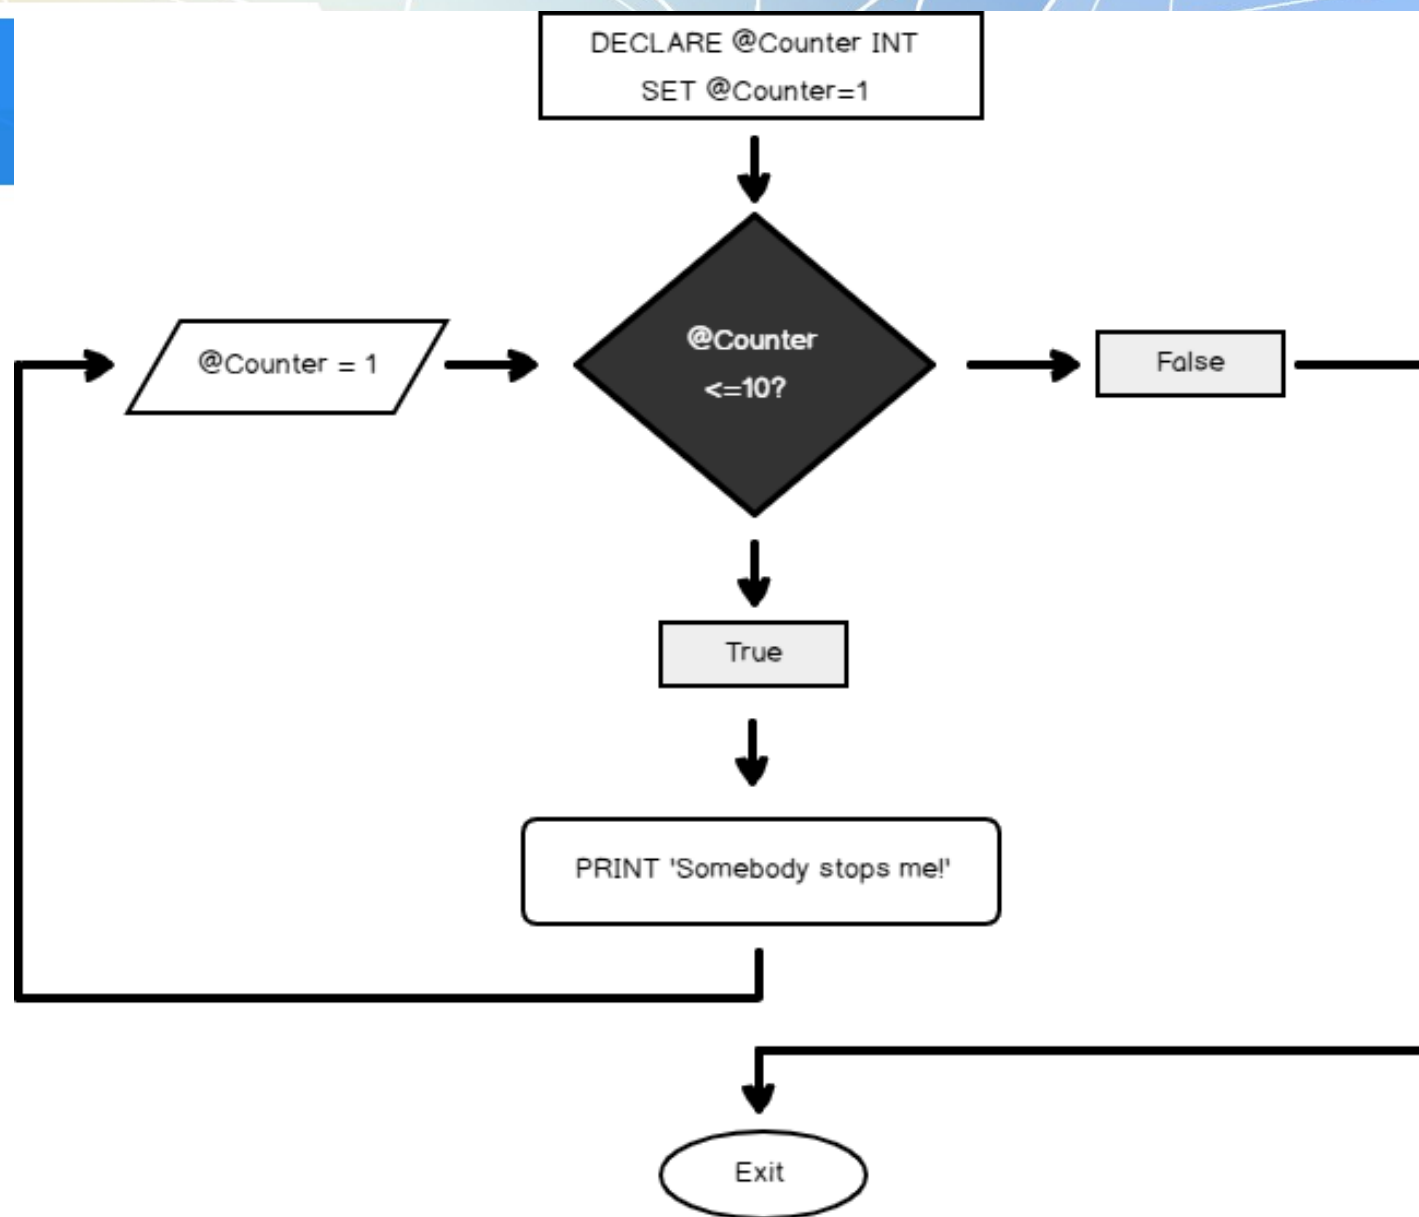 DECLARE @Counter INT
SET @Counter=1
@Counter = 1
@Counter
<=10?
False
True
PRINT 'Somebody stops me!'
Exit